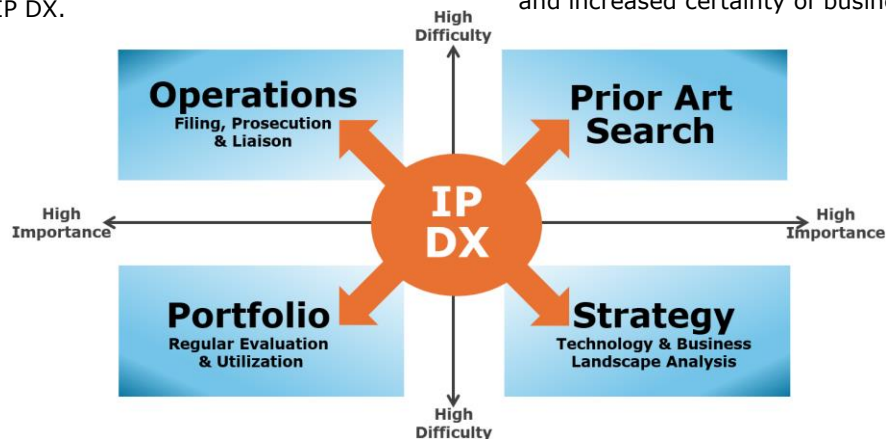 IP DX.
and increased certainty of busine
High
Difficulty
Operations
Filing, Prosecution
& Liaison
Prior Art
Search
High
Importance
IP
DX
High
Importance
Portfolio
Regular Evaluation
& Utilization
Strategy
Technology & Business
Landscape Analysis
High
Difficulty